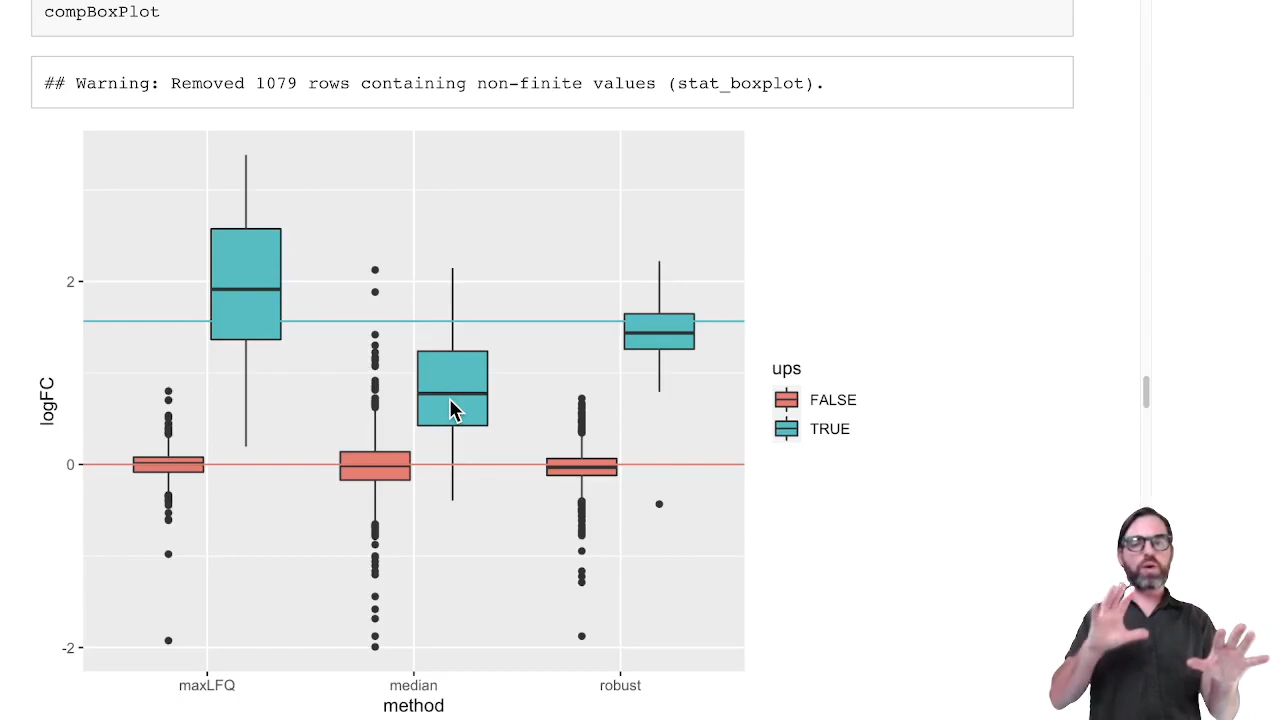 compBoxPlot
## Warning: Removed 1079 rows containing non-finite values (stat_boxplot).
2
0
-2
logFC
maxLFQ median robust
method
ups
FALSE
TRUE